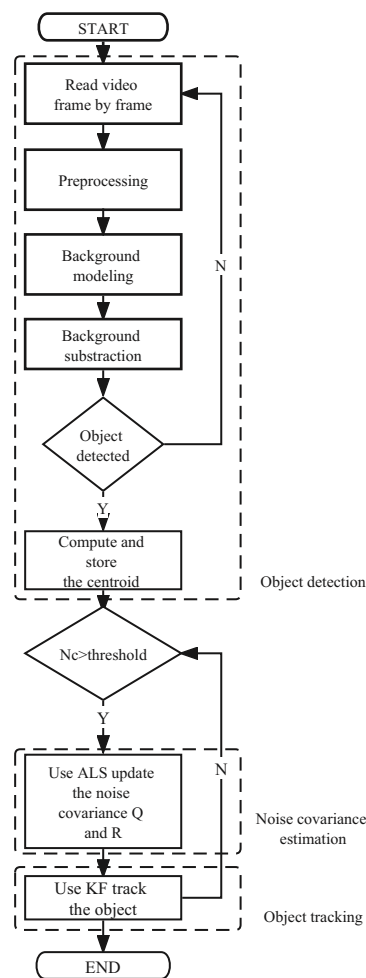 START
Read video
frame by frame
Preprocessing
Background
modeling
N
Background
substraction
Object
detected
Y
Compute and
store
the centroid
Object detection
Nc>threshold
Y
N
Use ALS update
the noise
covariance Q
and R
Noise covariance
estimation
Use KF track
the object
Object tracking
END